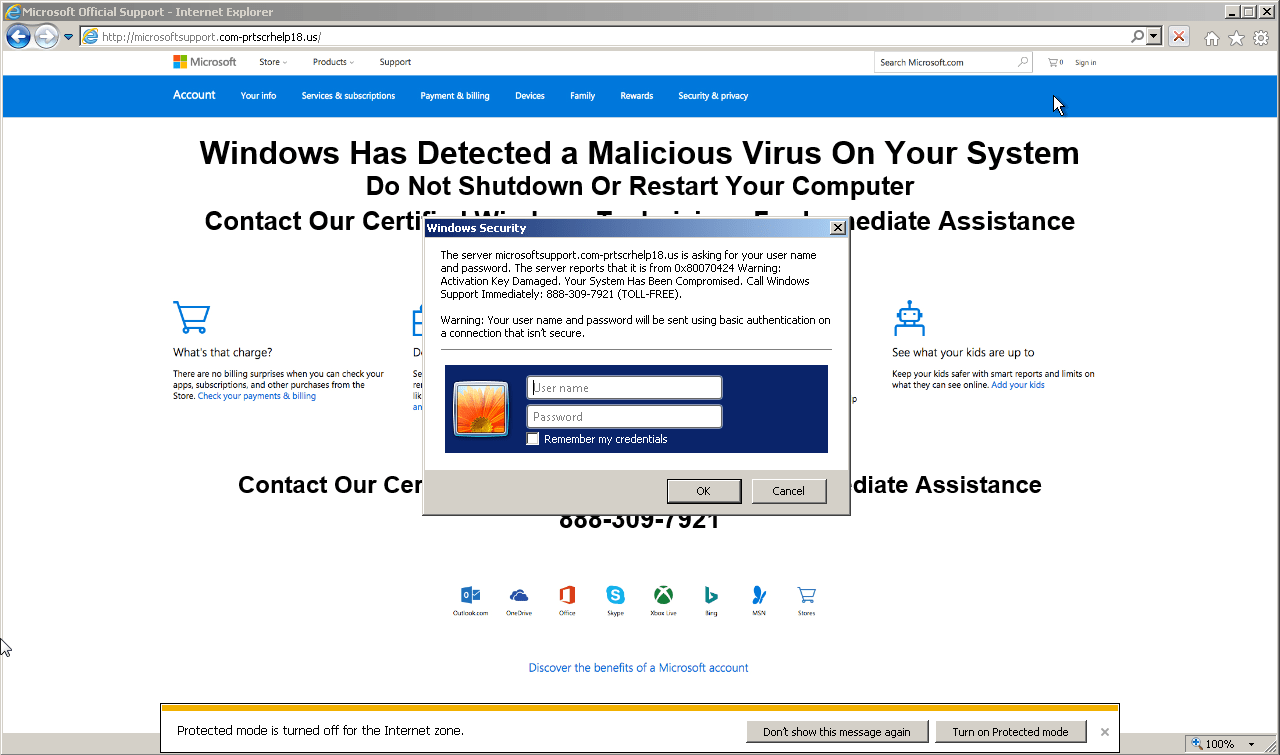 Microsoft Official Support - Internet Explorer
http://microsoftsupport.com-prtscrhelp18.us/
Microsoft Store Products Support Search Microsoft.com 0 Sign in
Account Your info Services & subscriptions Payment & billing Devices Family Rewards Security & privacy
Windows Has Detected a Malicious Virus On Your System
Do Not Shutdown Or Restart Your Computer
Contact Our mediate Assistance
Windows Security
The server microsoftsupport.com-prtscrhelp18.us is asking for your user name
and password. The server reports that it is from 0x80070424 Warning:
Activation Key Damaged. Your System Has Been Compromised. Call Windows
Support Immediately: 888-309-7921 (TOLL-FREE).
Warning: Your user name and password will be sent using basic authentication on
a connection that isn't secure.
User name
Password
Remember my credentials
OK Cancel
What's that charge?
There are no billing surprises when you can check your
apps, subscriptions, and other purchases from the
Store. Check your payments & billing
See what your kids are up to
Keep your kids safer with smart reports and limits on
what they can see online. Add your kids
Contact Our Cer diate Assistance
888-309-7921
Outlook.com OneDrive Office Skype Xbox Live Bing MSN Stores
Discover the benefits of a Microsoft account
Protected mode is turned off for the Internet zone. Don't show this message again Turn on Protected mode
100%